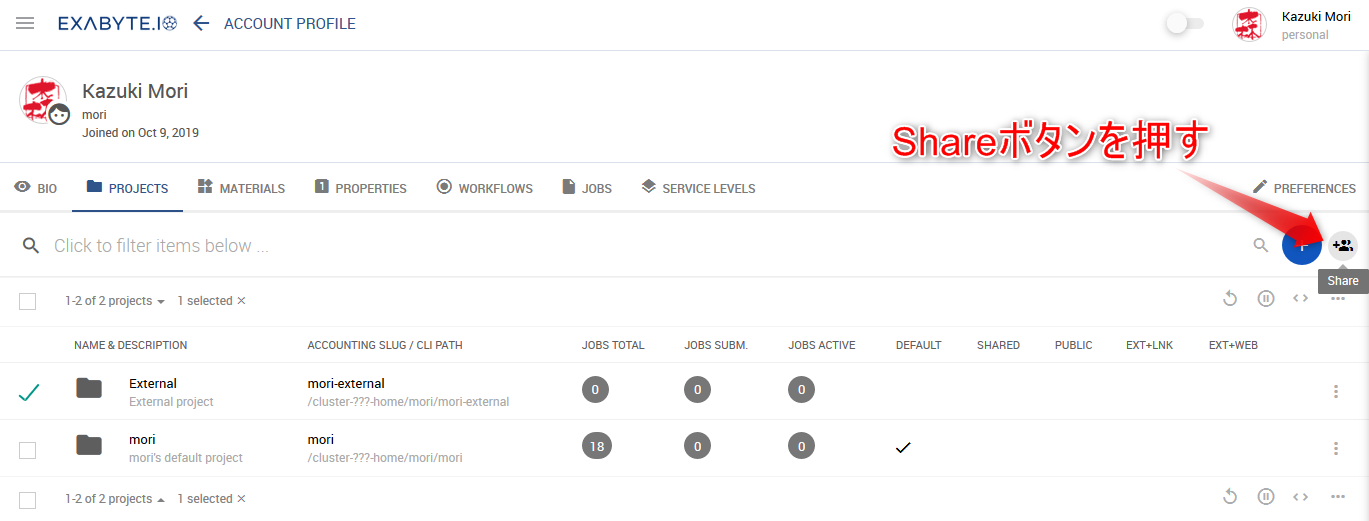 EXABYTE.IO ACCOUNT PROFILE
Kazuki Mori
personal
Kazuki Mori
mori
Joined on Oct 9, 2019
Shareボタンを押す
BIO PROJECTS MATERIALS PROPERTIES WORKFLOWS JOBS SERVICE LEVELS PREFERENCES
Click to filter items below ...
Share
1-2 of 2 projects 1 selected ×
NAME & DESCRIPTION ACCOUNTING SLUG / CLI PATH JOBS TOTAL JOBS SUBM. JOBS ACTIVE DEFAULT SHARED PUBLIC EXT+LNK EXT+WEB
External mori-external 0 0 0
External project /cluster-???-home/mori/mori-external
mori mori 18 0 0
mori's default project /cluster-???-home/mori/mori
1-2 of 2 projects 1 selected ×